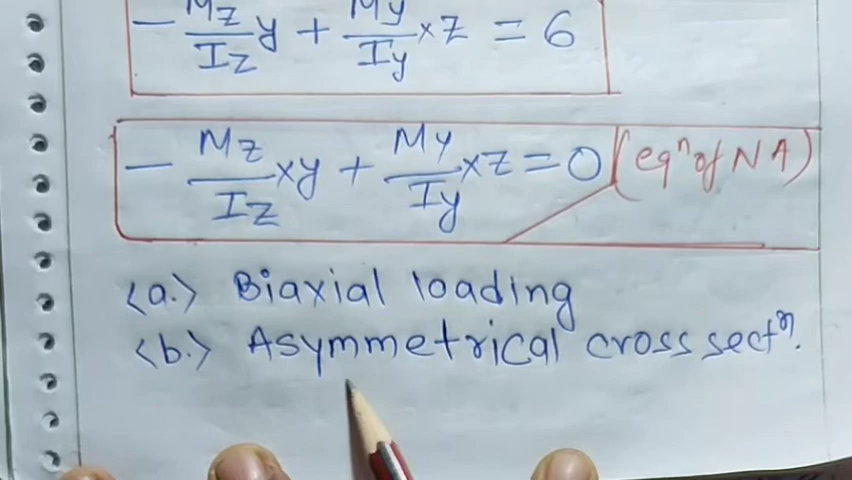 - Mz/Iz y + My/Iy × z = 6
- Mz/Iz × y + My/Iy × z = 0 (eqⁿ of NA)
<a.> Biaxial loading
<b.> Asymmetrical cross sectⁿ.